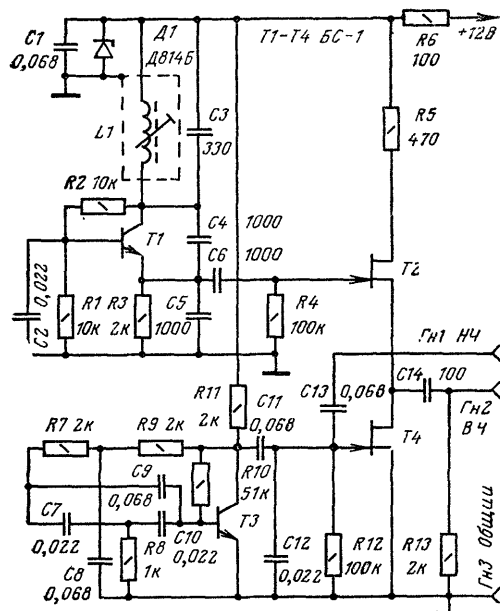 C1
0,068
Д1
Д814Б
T1-T4 БС-1
R6
100
+12В
R5
470
L1
C3
330
R2 10к
T1
C4 1000
C6 1000
0,022
C2
R1
10к
R3
2к
C5
1000
R4
100к
T2
Гн1 НЧ
C13
0,068
C14 100
Гн2
ВЧ
R11
2к
C11
0,068
T4
R7 2к
R9 2к
C9
0,068
R10
51к
T3
C7
0,022
R8
1к
C10
0,022
C8
0,068
C12
0,022
R12
100к
R13
2к
Гн3 Общий